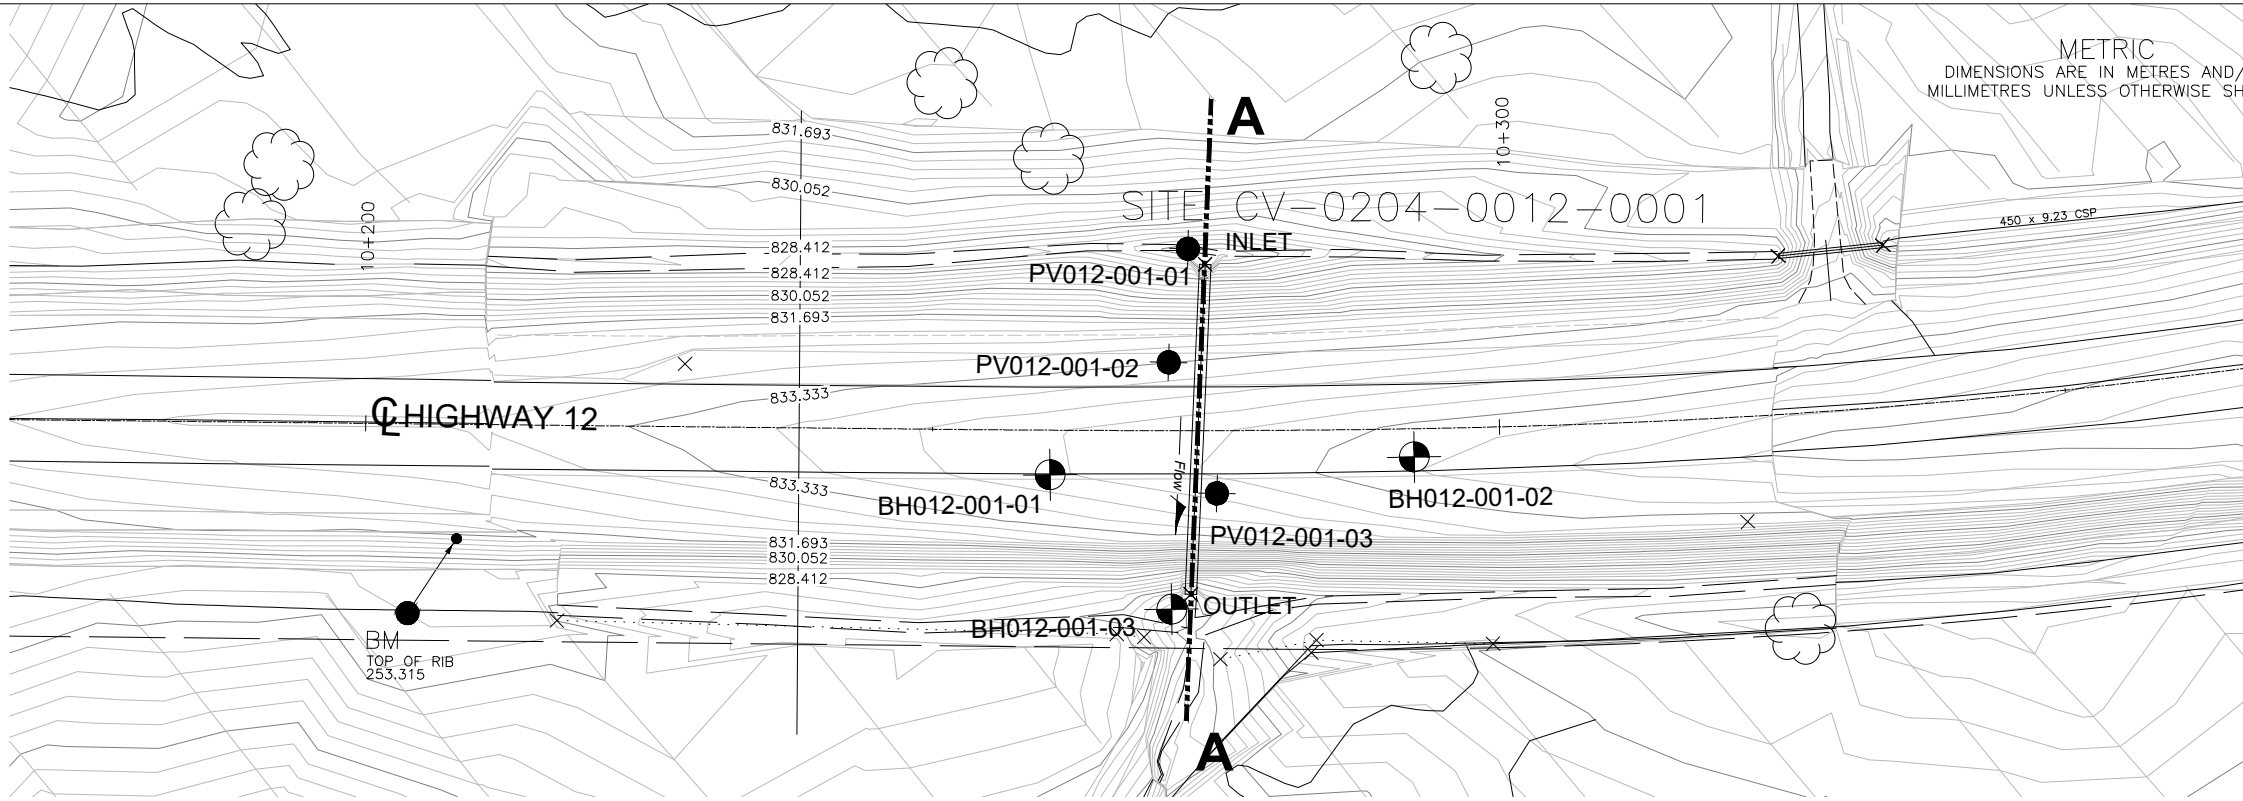 METRIC
DIMENSIONS ARE IN METRES AND/
MILLIMETRES UNLESS OTHERWISE SH
A
10+300
831.693
830.052
SITE CV-0204-0012-0001
450 x 9.23 CSP
10+200
828.412
INLET
828.412
PV012-001-01
830.052
831.693
PV012-001-02
833.333
℄ HIGHWAY 12
Flow
833.333
BH012-001-01
BH012-001-02
PV012-001-03
831.693
830.052
828.412
OUTLET
BH012-001-03
BM
TOP OF RIB
253.315
A